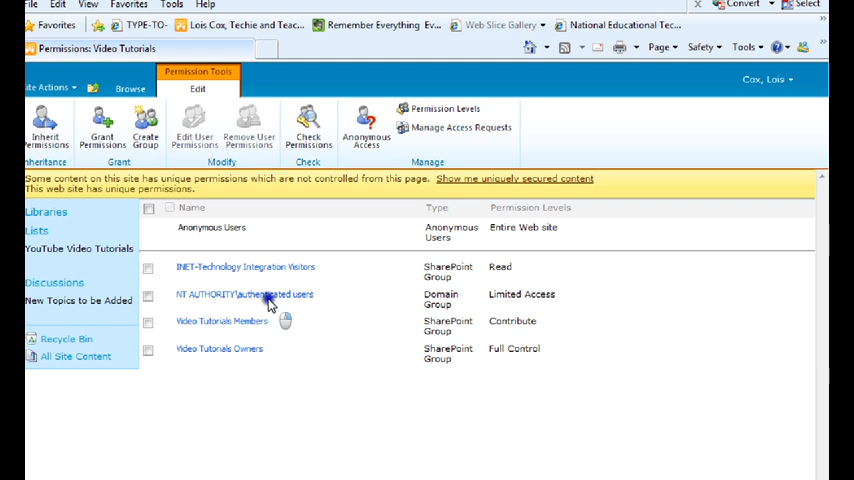 File Edit View Favorites Tools Help Convert Select
Favorites TYPE-TO- Lois Cox, Techie and Teac... Remember Everything Ev... Web Slice Gallery National Educational Tec...
Permissions: Video Tutorials Page Safety Tools
Permission Tools
Site Actions Browse Edit Cox, Lois
Inherit Permissions Grant Permissions Create Group Edit User Permissions Remove User Permissions Check Permissions Anonymous Access Permission Levels
Manage Access Requests
Inheritance Grant Modify Check Manage
Some content on this site has unique permissions which are not controlled from this page. Show me uniquely secured content
This web site has unique permissions.
Libraries
Lists
YouTube Video Tutorials
Discussions
New Topics to be Added
Recycle Bin
All Site Content
Name Type Permission Levels
Anonymous Users Anonymous Users Entire Web site
INET-Technology Integration Visitors SharePoint Group Read
NT AUTHORITY\authenticated users Domain Group Limited Access
Video Tutorials Members SharePoint Group Contribute
Video Tutorials Owners SharePoint Group Full Control